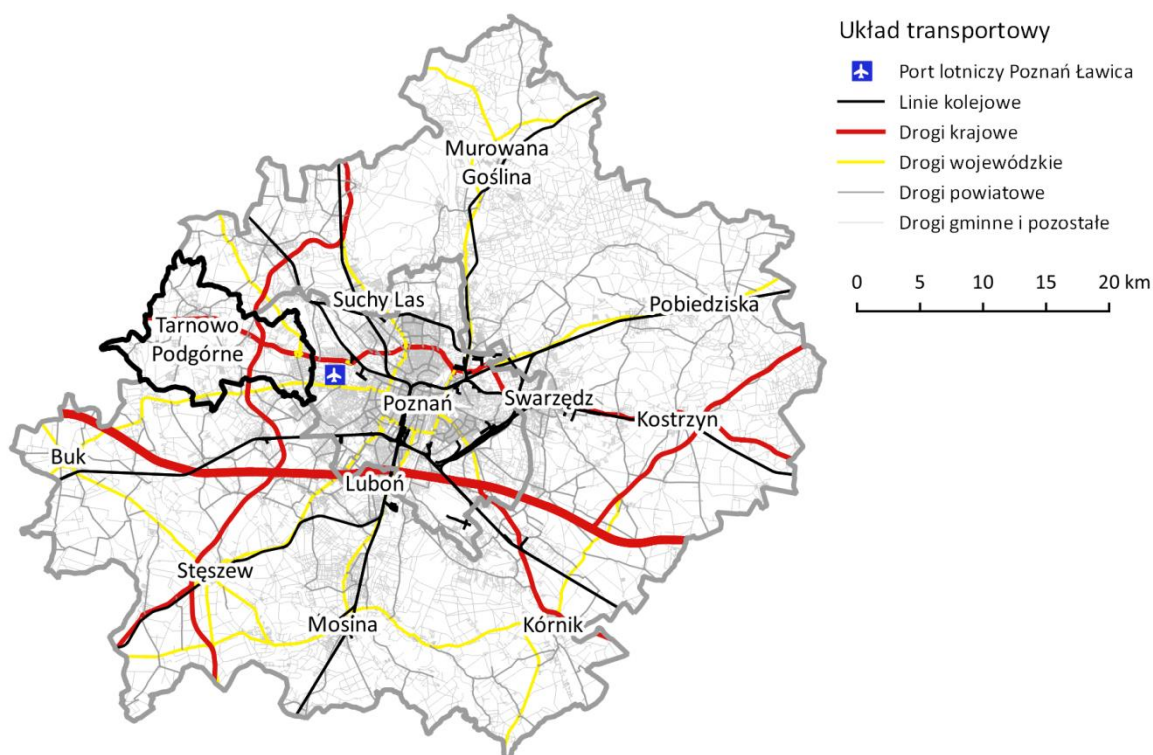 Układ transportowy
Port lotniczy Poznań Ławica
Linie kolejowe
Drogi krajowe
Drogi wojewódzkie
Drogi powiatowe
Drogi gminne i pozostałe
0 5 10 15 20 km
Murowana
Goślina
Suchy Las
Pobiedziska
Tarnowo
Podgórne
Poznań
Swarzędz
Kostrzyn
Buk
Luboń
Stęszew
Mosina
Kórnik